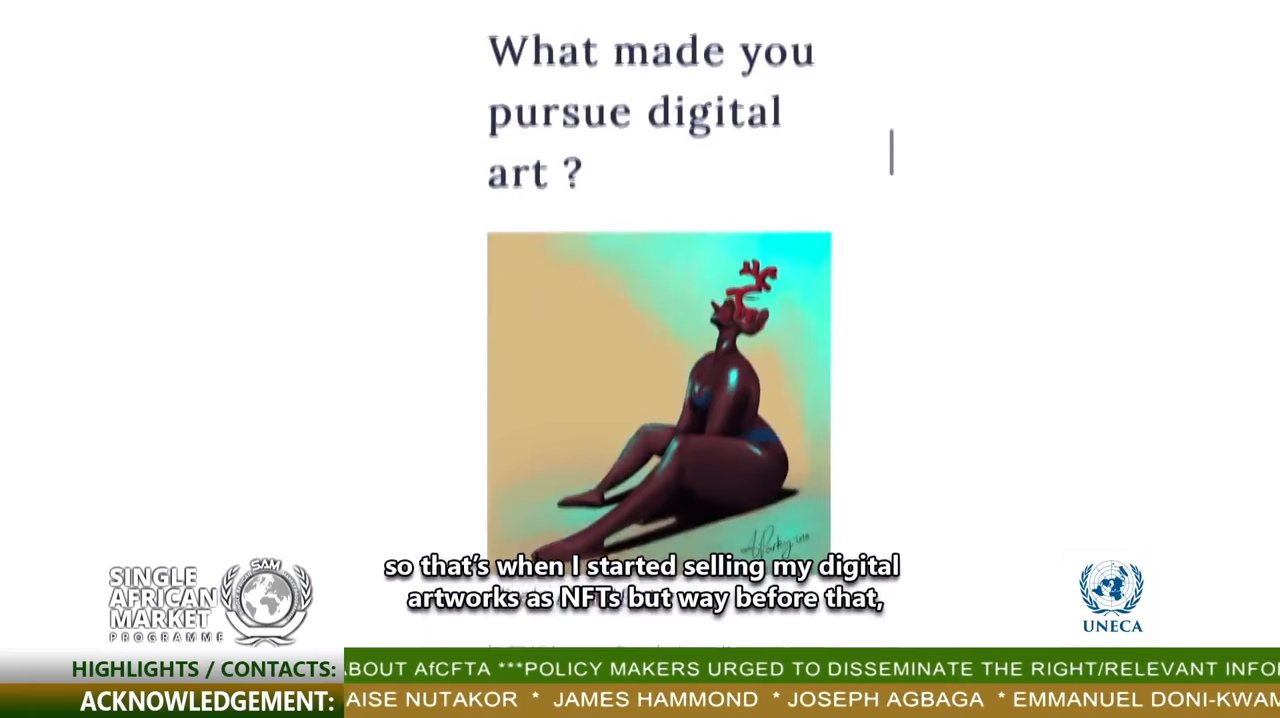 What made you
pursue digital
art ?
so that's when I started selling my digital
artworks as NFTs but way before that,
SINGLE
AFRICAN
MARKET
PROGRAMME
SAM
UNECA
HIGHLIGHTS / CONTACTS:
ABOUT AfCFTA ***POLICY MAKERS URGED TO DISSEMINATE THE RIGHT/RELEVANT INFO
ACKNOWLEDGEMENT:
AISE NUTAKOR * JAMES HAMMOND * JOSEPH AGBAGA * EMMANUEL DONI-KWAM